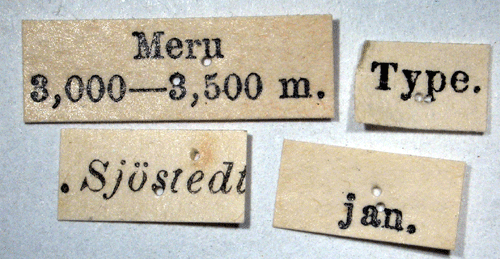 Meru
3,000—3,500 m.
Type.
. Sjöstedt
jan.